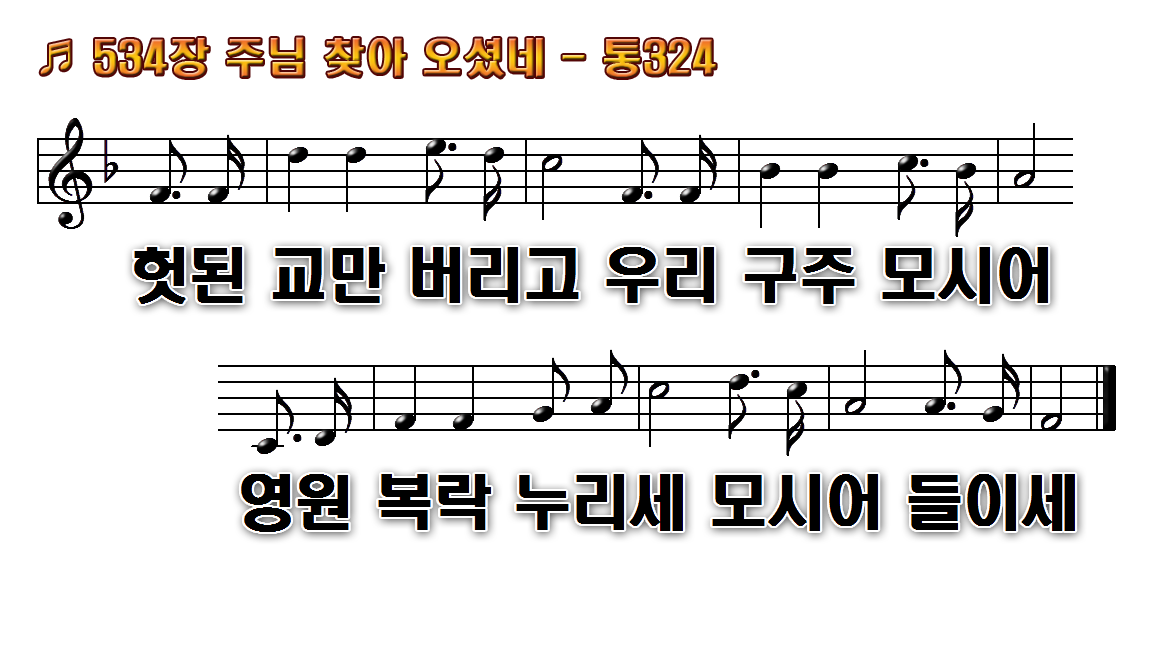 ♬ 534장 주님 찾아 오셨네 - 통324
헛된 교만 버리고 우리 구주 모시어
영원 복락 누리세 모시어 들이세